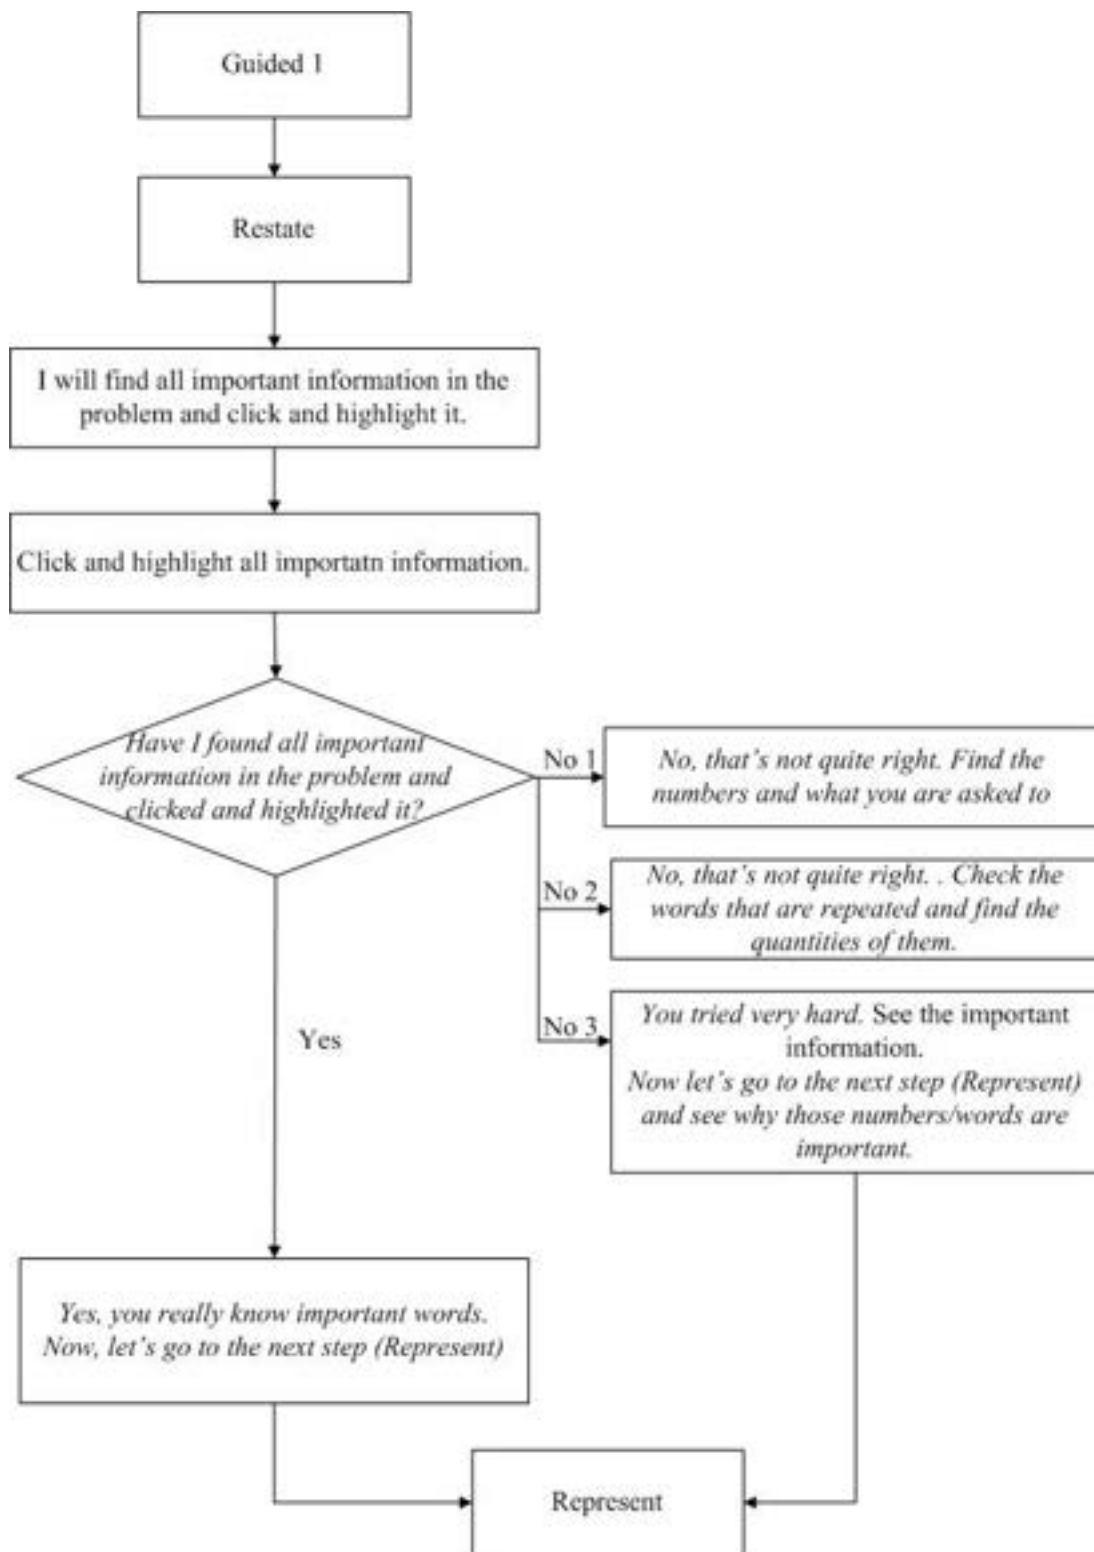 Guided 1
Restate
I will find all important information in the
problem and click and highlight it.
Click and highlight all importatn information.
Have I found all important
information in the problem and
clicked and highlighted it?
No 1
No, that's not quite right. Find the
numbers and what you are asked to
No 2
No, that's not quite right. . Check the
words that are repeated and find the
quantities of them.
No 3
You tried very hard. See the important
information.
Now let's go to the next step (Represent)
and see why those numbers/words are
important.
Yes
Yes, you really know important words.
Now, let's go to the next step (Represent)
Represent